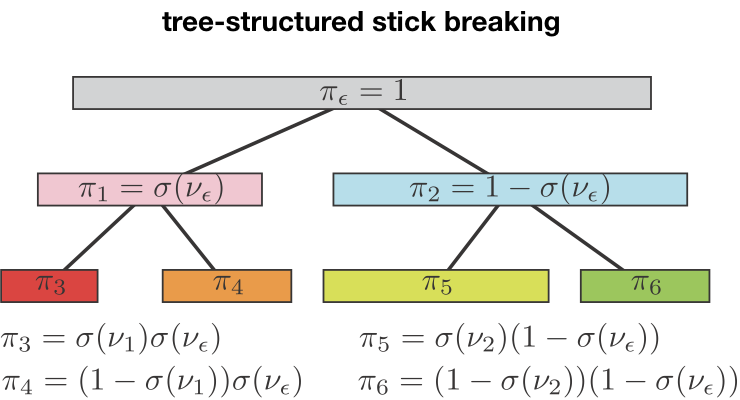 tree-structured stick breaking
π_ϵ = 1
π_1 = σ(ν_ϵ)
π_2 = 1 − σ(ν_ϵ)
π_3
π_4
π_5
π_6
π_3 = σ(ν_1)σ(ν_ϵ)
π_5 = σ(ν_2)(1 − σ(ν_ϵ))
π_4 = (1 − σ(ν_1))σ(ν_ϵ)
π_6 = (1 − σ(ν_2))(1 − σ(ν_ϵ))